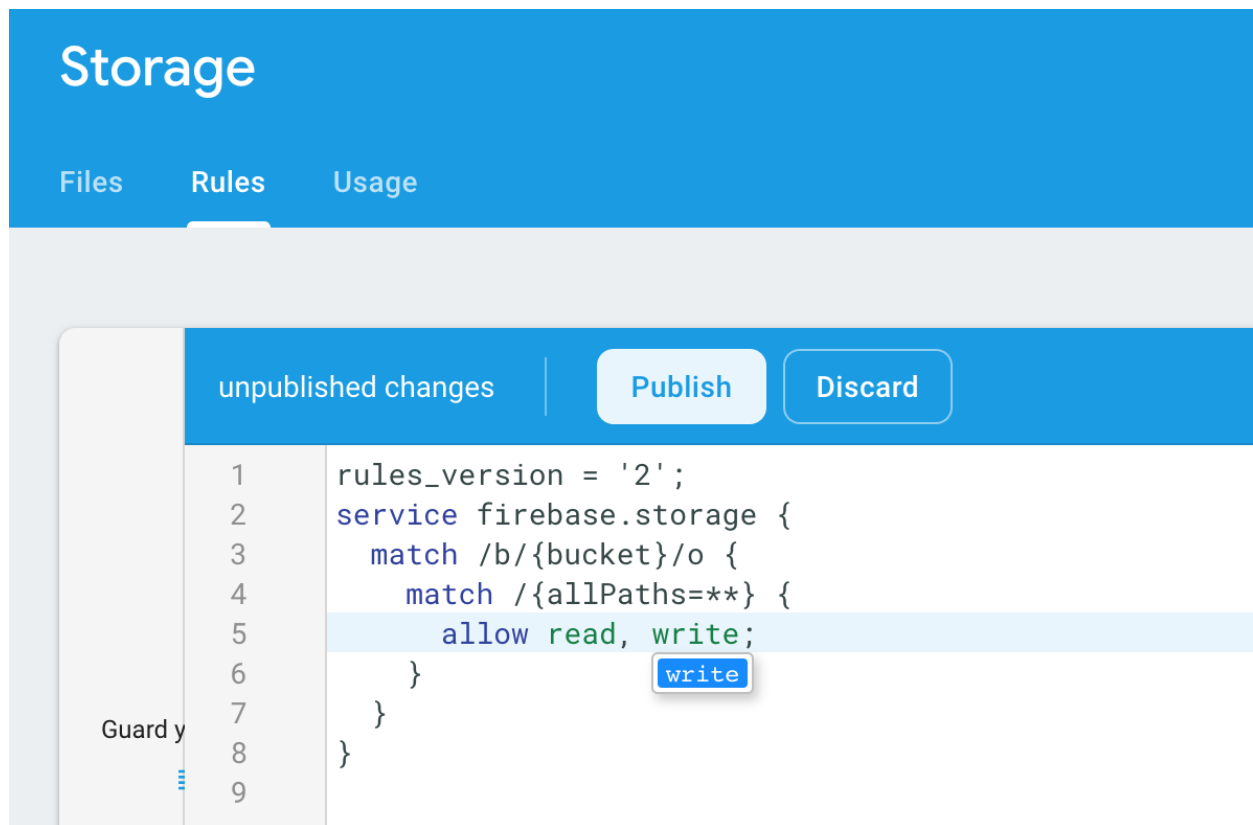 Storage
Files Rules Usage
unpublished changes Publish Discard
1 rules_version = '2';
2 service firebase.storage {
3 match /b/{bucket}/o {
4 match /{allPaths=**} {
5 allow read, write;
6 }
write
7 }
Guard y
8 }
9